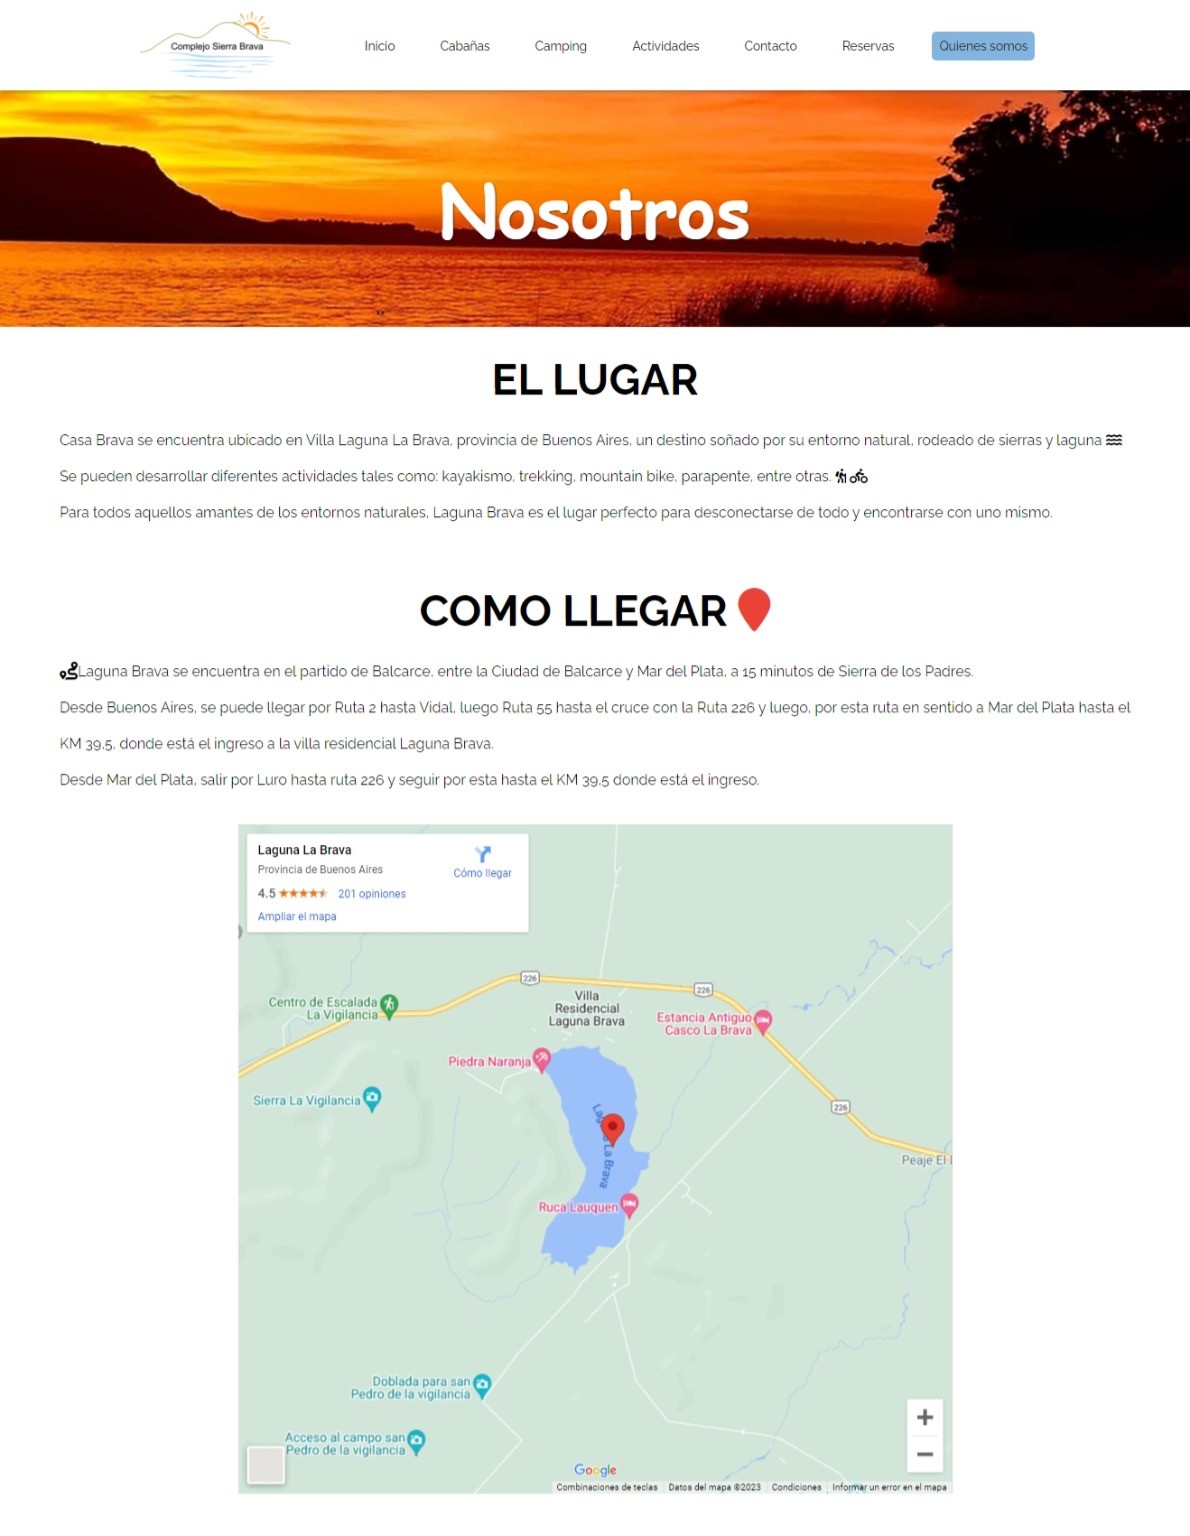 Complejo Sierra Brava
Inicio
Cabañas
Camping
Actividades
Contacto
Reservas
Quienes somos
Nosotros
EL LUGAR
Casa Brava se encuentra ubicado en Villa Laguna La Brava, provincia de Buenos Aires, un destino soñado por su entorno natural, rodeado de sierras y laguna
Se pueden desarrollar diferentes actividades tales como: kayakismo, trekking, mountain bike, parapente, entre otras.
Para todos aquellos amantes de los entornos naturales, Laguna Brava es el lugar perfecto para desconectarse de todo y encontrarse con uno mismo.
COMO LLEGAR
Laguna Brava se encuentra en el partido de Balcarce, entre la Ciudad de Balcarce y Mar del Plata, a 15 minutos de Sierra de los Padres.
Desde Buenos Aires, se puede llegar por Ruta 2 hasta Vidal, luego Ruta 55 hasta el cruce con la Ruta 226 y luego, por esta ruta en sentido a Mar del Plata hasta el
KM 39,5, donde está el ingreso a la villa residencial Laguna Brava.
Desde Mar del Plata, salir por Luro hasta ruta 226 y seguir por esta hasta el KM 39,5 donde está el ingreso.
Laguna La Brava
Provincia de Buenos Aires
Cómo llegar
4.5
201 opiniones
Ampliar el mapa
226
226
Centro de Escalada
La Vigilancia
Villa
Residencial
Laguna Brava
Estancia Antiguo
Casco La Brava
Piedra Naranja
Sierra La Vigilancia
226
Laguna La Brava
Peaje El
Ruca Lauquen
Doblada para san
Pedro de la vigilancia
Acceso al campo san
Pedro de la vigilancia
Google
Combinaciones de teclas
Datos del mapa ©2023
Condiciones
Informar un error en el mapa